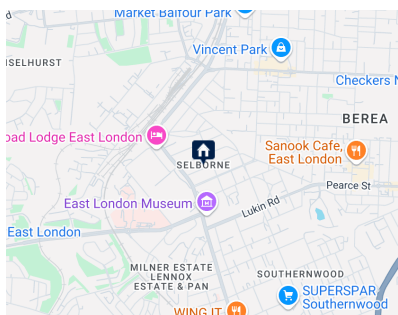 Market Balfour Park
Vincent Park
NSELHURST
Checkers N
BEREA
oad Lodge East London
Sanook Cafe,
East London
SELBORNE
Pearce St
East London Museum
Lukin Rd
East London
MILNER ESTATE
LENNOX
ESTATE & PAN
SOUTHERNWOOD
SUPERSPAR
Southernwood
WING IT